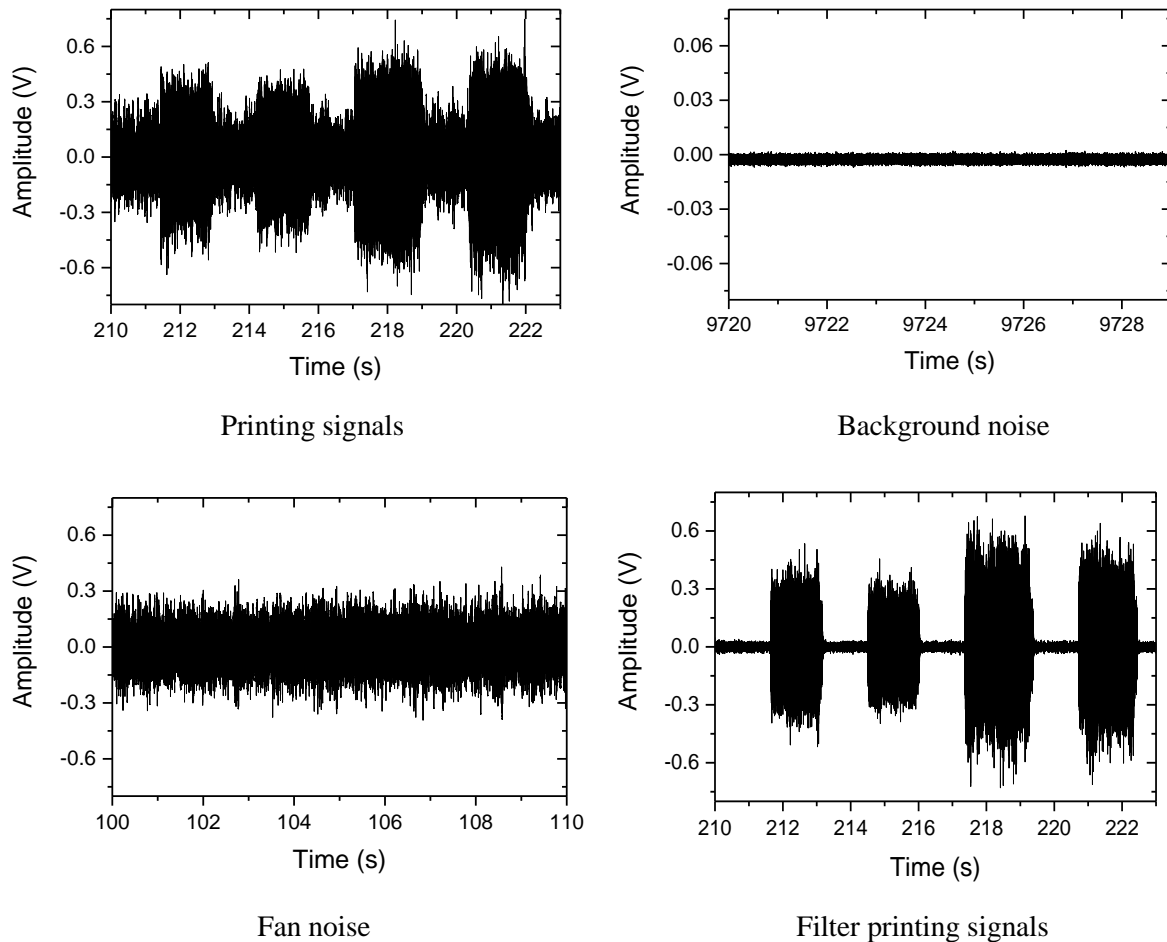 Amplitude (V)
0.6
0.3
0.0
-0.3
-0.6
210 212 214 216 218 220 222
Time (s)
Printing signals
Amplitude (V)
0.06
0.03
0.00
-0.03
-0.06
9720 9722 9724 9726 9728
Time (s)
Background noise
Amplitude (V)
0.6
0.3
0.0
-0.3
-0.6
100 102 104 106 108 110
Time (s)
Fan noise
Amplitude (V)
0.6
0.3
0.0
-0.3
-0.6
210 212 214 216 218 220 222
Time (s)
Filter printing signals